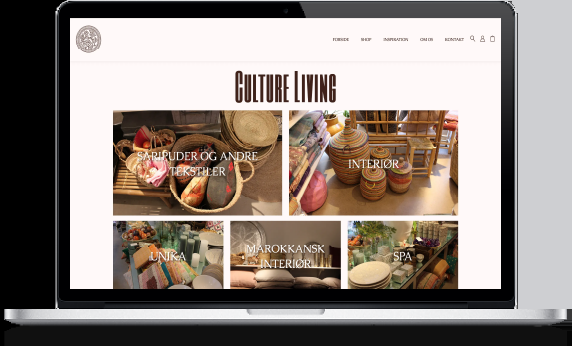 FORSIDE SHOP INSPIRATION OM OS KONTAKT
Culture Living
SARIPUDER OG ANDRE
TEKSTILER
INTERIØR
UNIKA
MAROKKANSK
INTERIØR
SPA